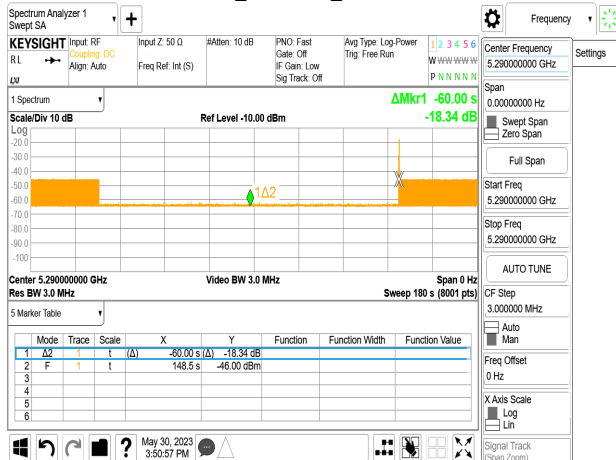 Spectrum Analyzer 1
Swept SA
+
Frequency
KEYSIGHT
Input: RF
Input Z: 50 Ω
#Atten: 10 dB
PNO: Fast
Avg Type: Log-Power
1 2 3 4 5 6
RL
Coupling: DC
Gate: Off
Trig: Free Run
Align: Auto
Freq Ref: Int (S)
IF Gain: Low
W W W W W W
Sig Track: Off
P N N N N N
LXI
1 Spectrum
ΔMkr1 -60.00 s
Scale/Div 10 dB
Ref Level -10.00 dBm
-18.34 dB
Log
-20.0
-30.0
-40.0
-50.0
-60.0
-70.0
-80.0
-90.0
-100
1Δ2
X
Center 5.290000000 GHz
Video BW 3.0 MHz
Span 0 Hz
Res BW 3.0 MHz
Sweep 180 s (8001 pts)
5 Marker Table
Mode Trace Scale X Y Function Function Width Function Value
1 Δ2 1 t (Δ) -60.00 s (Δ) -18.34 dB
2 F 1 t 148.5 s -46.00 dBm
3
4
5
6
?
May 30, 2023
3:50:57 PM
Settings
Center Frequency
5.290000000 GHz
Span
0.00000000 Hz
Swept Span
Zero Span
Full Span
Start Freq
5.290000000 GHz
Stop Freq
5.290000000 GHz
AUTO TUNE
CF Step
3.000000 MHz
Auto
Man
Freq Offset
0 Hz
X Axis Scale
Log
Lin
Signal Track
(Span Zoom)